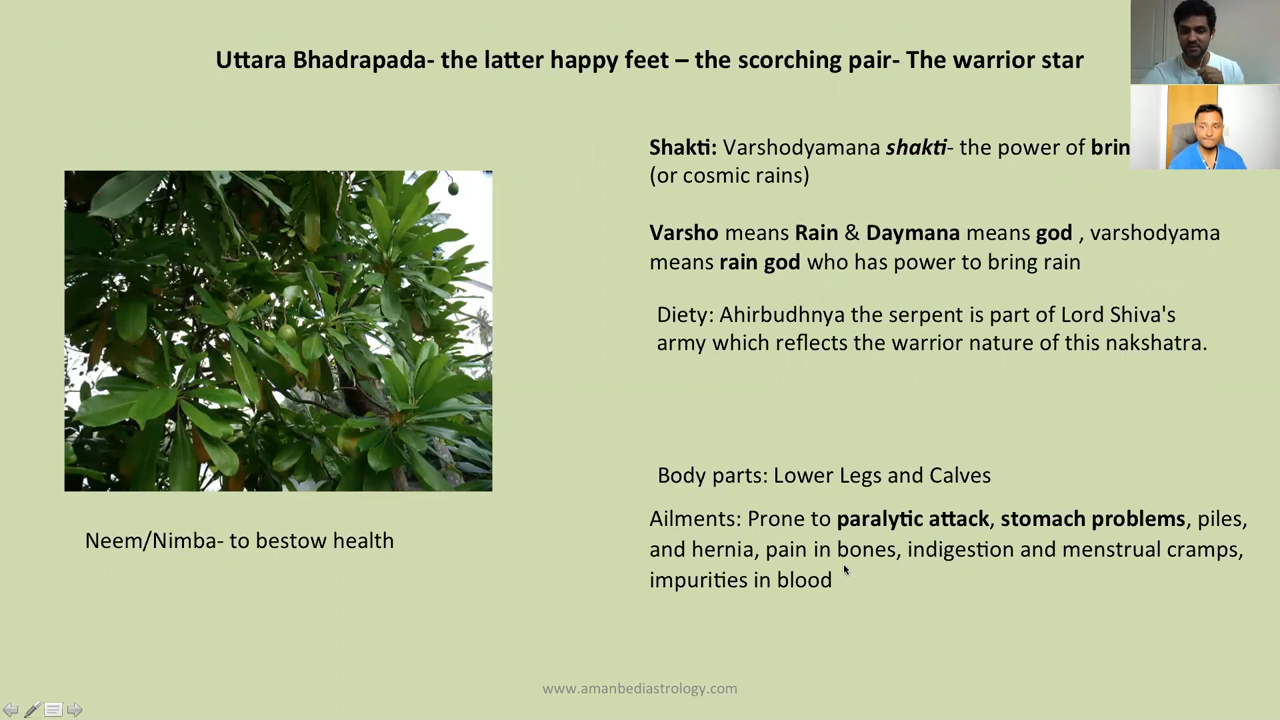 Uttara Bhadrapada- the latter happy feet – the scorching pair- The warrior star
Shakti: Varshodyamana shakti- the power of
(or cosmic rains)
Varsho means Rain & Daymana means god , varshodyama
means rain god who has power to bring rain
Diety: Ahirbudhnya the serpent is part of Lord Shiva's
army which reflects the warrior nature of this nakshatra.
Body parts: Lower Legs and Calves
Ailments: Prone to paralytic attack, stomach problems, piles,
and hernia, pain in bones, indigestion and menstrual cramps,
impurities in blood
Neem/Nimba- to bestow health
www.amanbediastrology.com